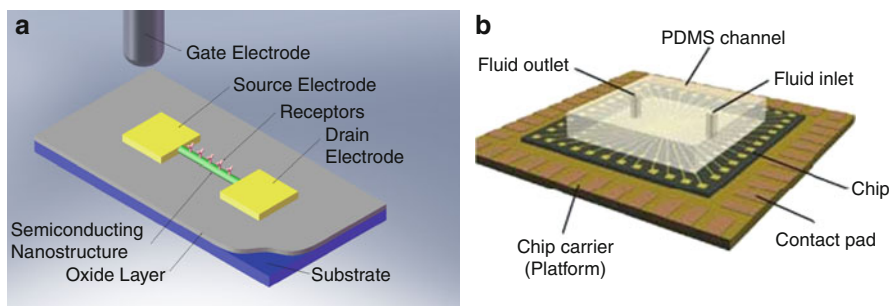 a
Gate Electrode
Source Electrode
Receptors
Drain
Electrode
Semiconducting
Nanostructure
Oxide Layer
Substrate
b
PDMS channel
Fluid outlet
Fluid inlet
Chip
Contact pad
Chip carrier
(Platform)